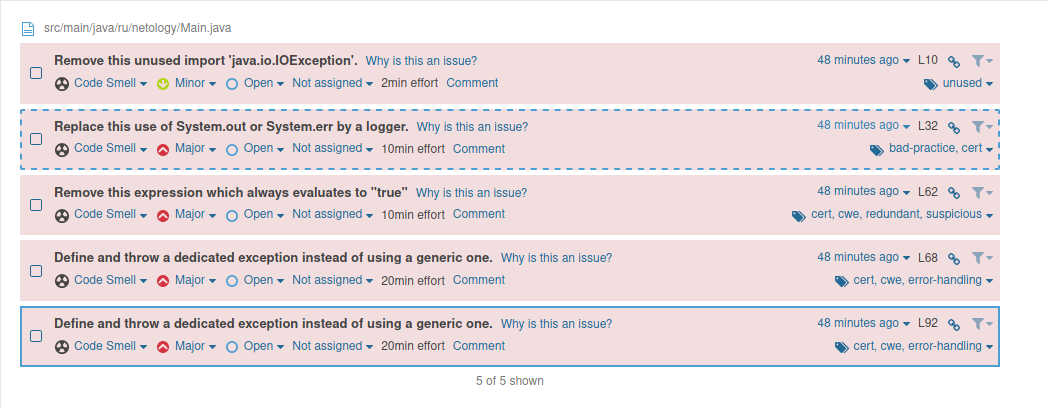 src/main/java/ru/netology/Main.java
Remove this unused import 'java.io.IOException'. Why is this an issue? 48 minutes ago L10
Code Smell Minor Open Not assigned 2min effort Comment unused
Replace this use of System.out or System.err by a logger. Why is this an issue? 48 minutes ago L32
Code Smell Major Open Not assigned 10min effort Comment bad-practice, cert
Remove this expression which always evaluates to "true" Why is this an issue? 48 minutes ago L62
Code Smell Major Open Not assigned 10min effort Comment cert, cwe, redundant, suspicious
Define and throw a dedicated exception instead of using a generic one. Why is this an issue? 48 minutes ago L68
Code Smell Major Open Not assigned 20min effort Comment cert, cwe, error-handling
Define and throw a dedicated exception instead of using a generic one. Why is this an issue? 48 minutes ago L92
Code Smell Major Open Not assigned 20min effort Comment cert, cwe, error-handling
5 of 5 shown